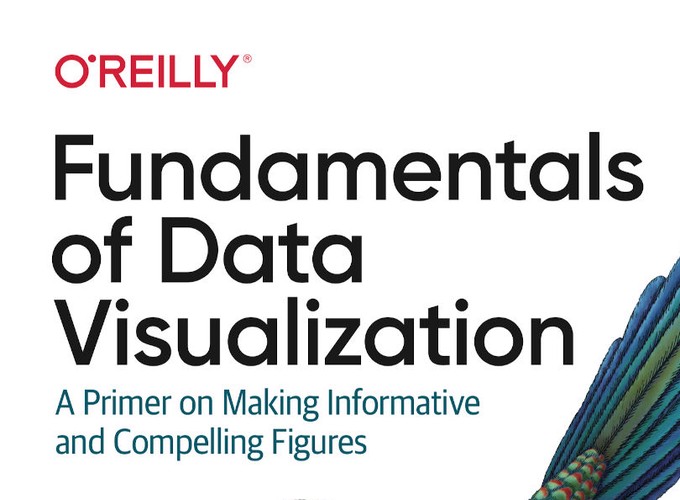 O'REILLY®
Fundamentals
of Data
Visualization
A Primer on Making Informative
and Compelling Figures